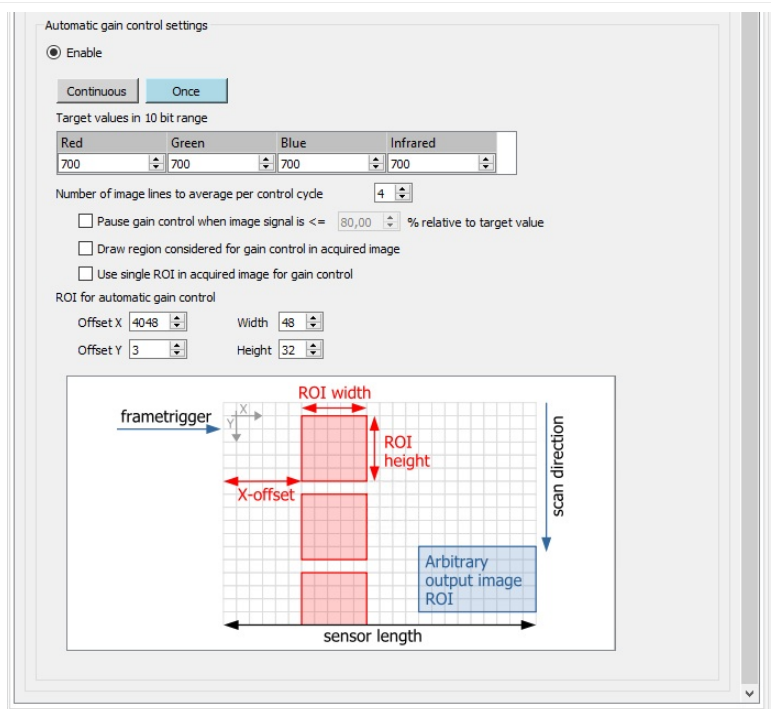 Automatic gain control settings
Enable
Continuous Once
Target values in 10 bit range
Red Green Blue Infrared
700 700 700 700
Number of image lines to average per control cycle 4
Pause gain control when image signal is <= 80,00 % relative to target value
Draw region considered for gain control in acquired image
Use single ROI in acquired image for gain control
ROI for automatic gain control
Offset X 4048 Width 48
Offset Y 3 Height 32
ROI width
frametrigger X
Y
ROI
height
X-offset
scan direction
Arbitrary
output image
ROI
sensor length